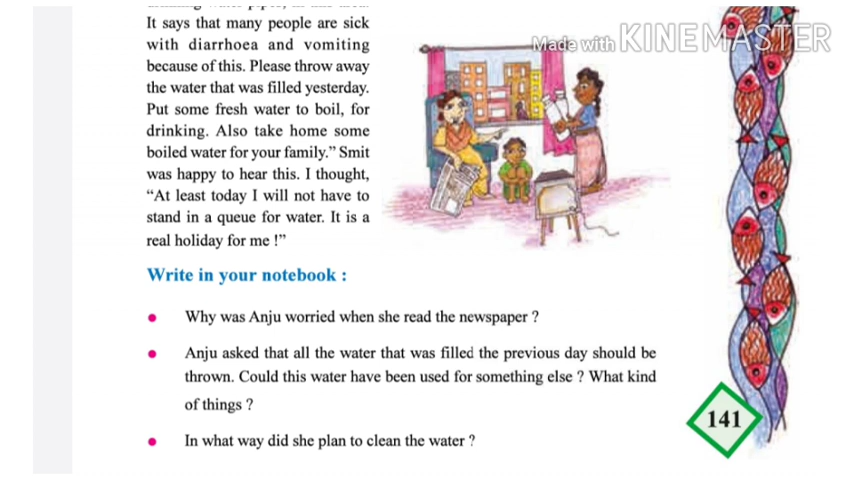 It says that many people are sick
with diarrhoea and vomiting
because of this. Please throw away
the water that was filled yesterday.
Put some fresh water to boil, for
drinking. Also take home some
boiled water for your family.” Smit
was happy to hear this. I thought,
“At least today I will not have to
stand in a queue for water. It is a
real holiday for me !”
Made with KINEMASTER
Write in your notebook :
• Why was Anju worried when she read the newspaper ?
• Anju asked that all the water that was filled the previous day should be
thrown. Could this water have been used for something else ? What kind
of things ?
• In what way did she plan to clean the water ?
141